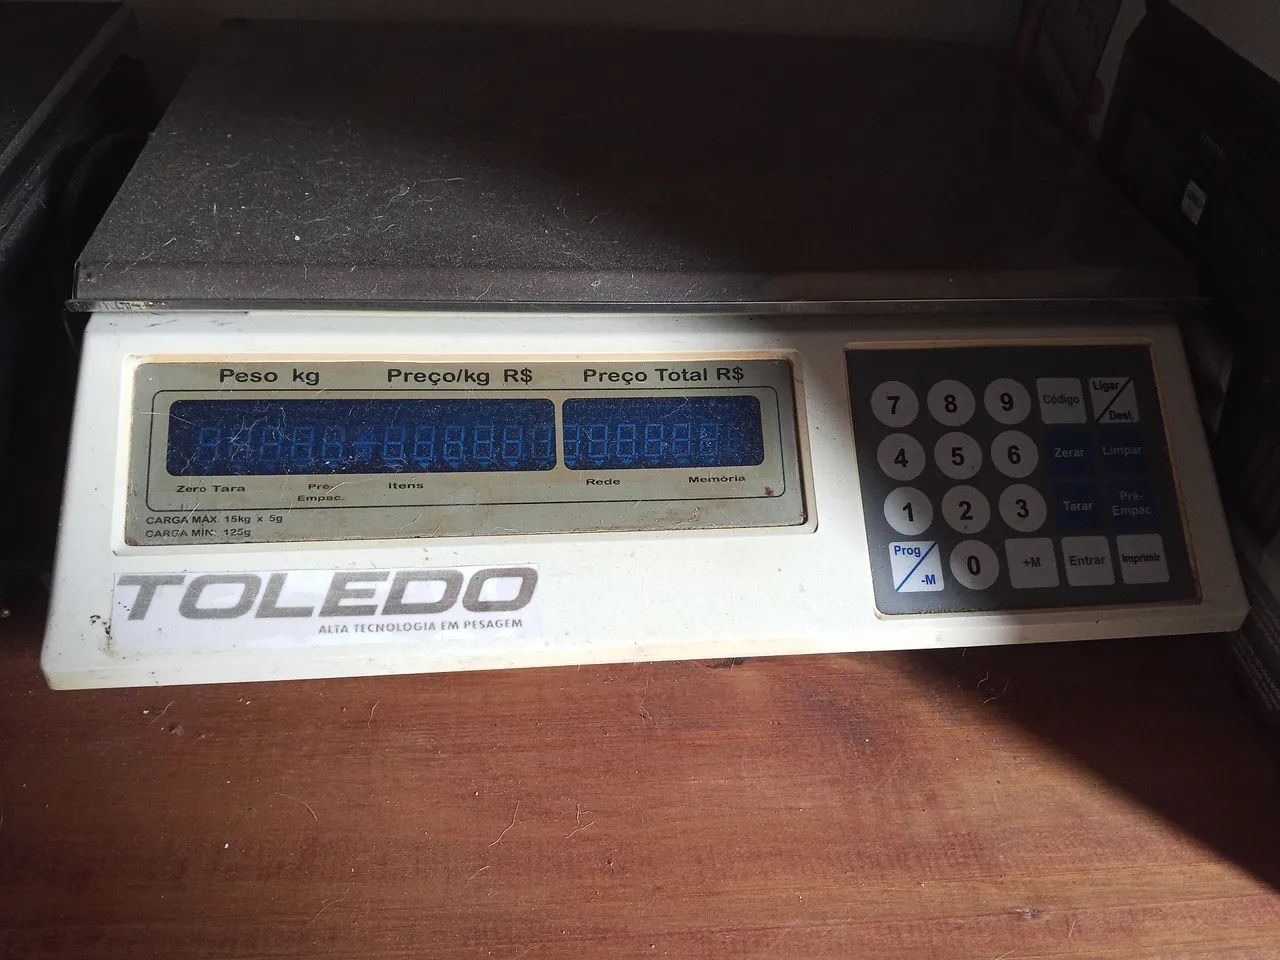 Peso kg Preço/kg R$ Preço Total R$
Zero Tara Pré-Empac. Itens Rede Memória
CARGA MÁX. 15kg x 5g
CARGA MÍN. 125g
TOLEDO
ALTA TECNOLOGIA EM PESAGEM
7 8 9 Código Ligar/Desl.
4 5 6 Zerar Limpar
1 2 3 Tarar Pré-Empac.
Prog/-M 0 +M Entrar Imprimir